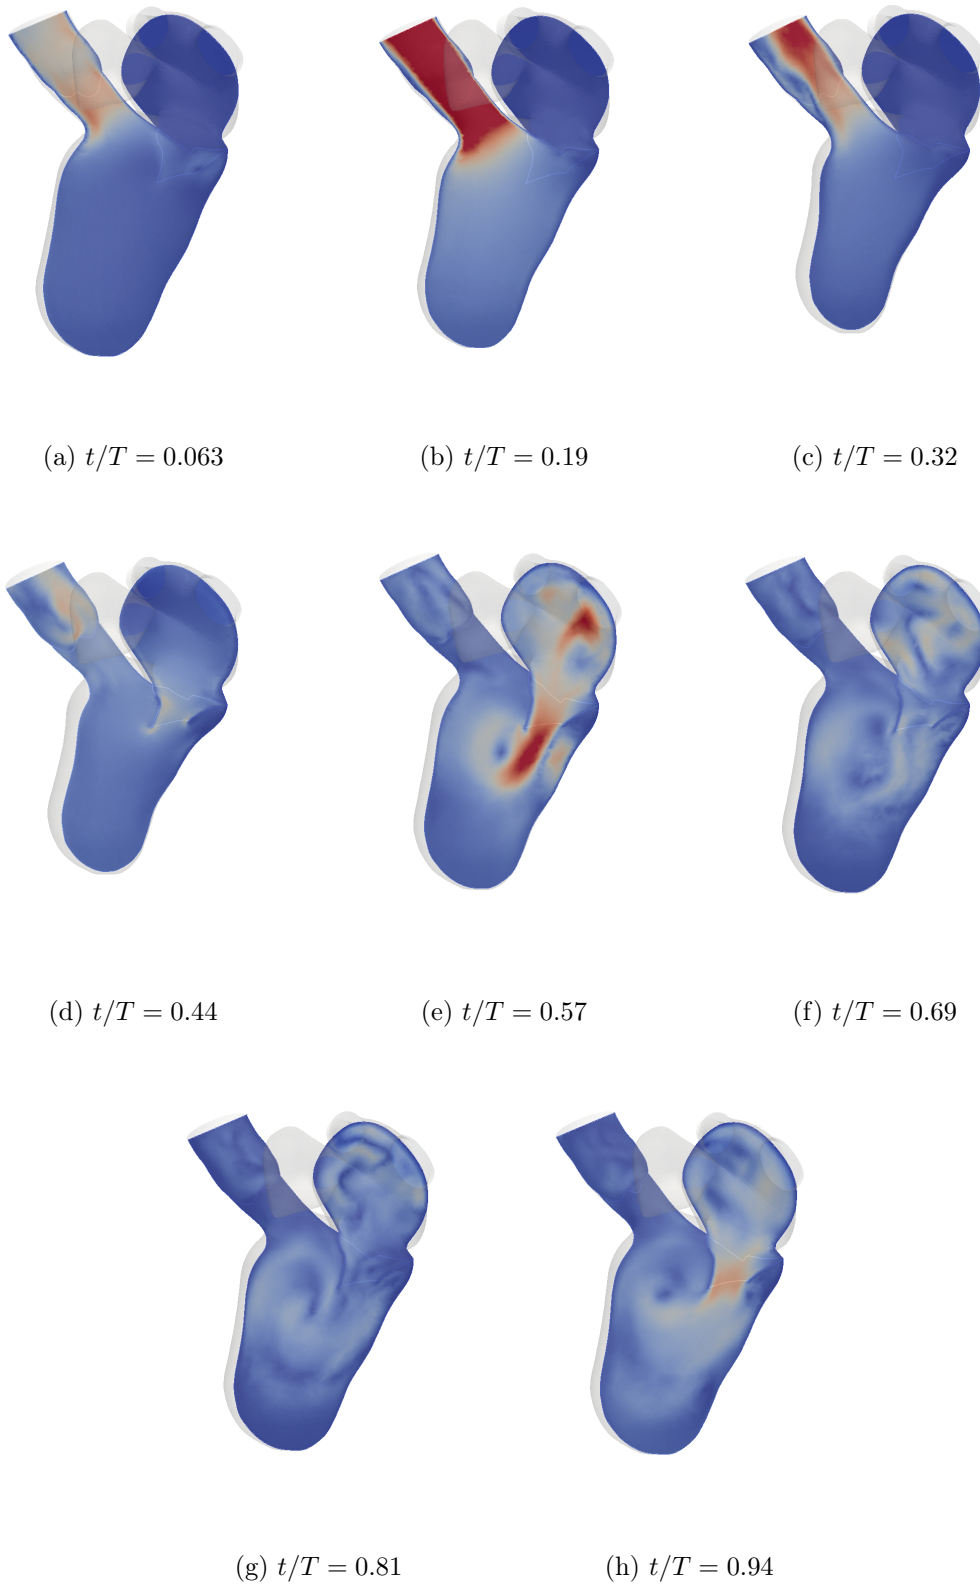 (a) t/T = 0.063
(b) t/T = 0.19
(c) t/T = 0.32
(d) t/T = 0.44
(e) t/T = 0.57
(f) t/T = 0.69
(g) t/T = 0.81
(h) t/T = 0.94